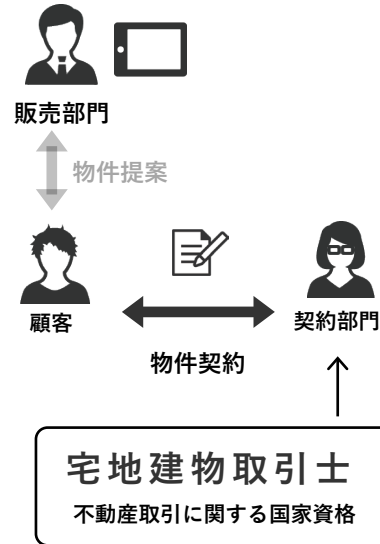 販売部門
物件提案
顧客
契約部門
物件契約
宅地建物取引士
不動産取引に関する国家資格